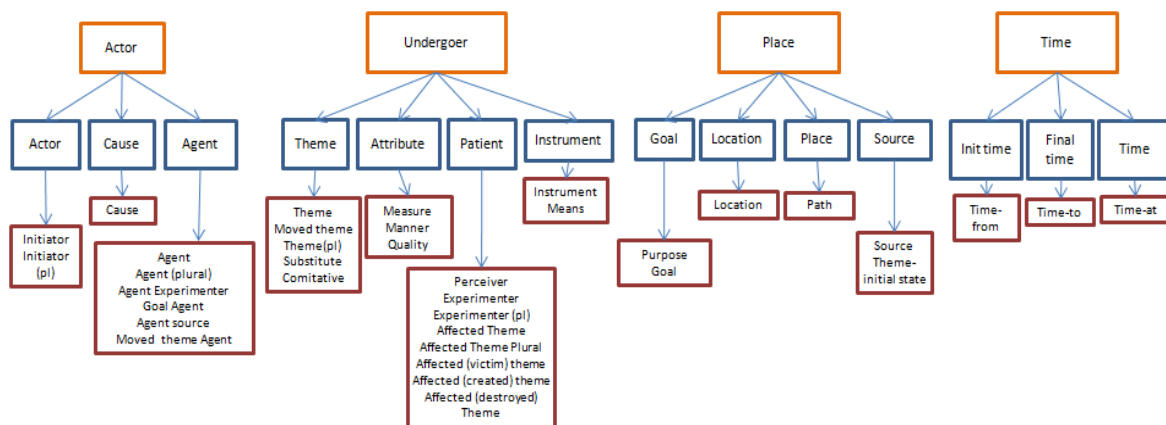 Actor
Undergoer
Place
Time
Actor
Cause
Agent
Theme
Attribute
Patient
Instrument
Goal
Location
Place
Source
Init time
Final
time
Time
Initiator
Initiator
(pl)
Cause
Agent
Agent (plural)
Agent Experimenter
Goal Agent
Agent source
Moved theme Agent
Theme
Moved theme
Theme(pl)
Substitute
Comitative
Measure
Manner
Quality
Perceiver
Experimenter
Experimenter (pl)
Affected Theme
Affected Theme Plural
Affected (victim) theme
Affected (created) theme
Affected (destroyed)
Theme
Instrument
Means
Purpose
Goal
Location
Path
Source
Theme-
initial state
Time-
from
Time-to
Time-at